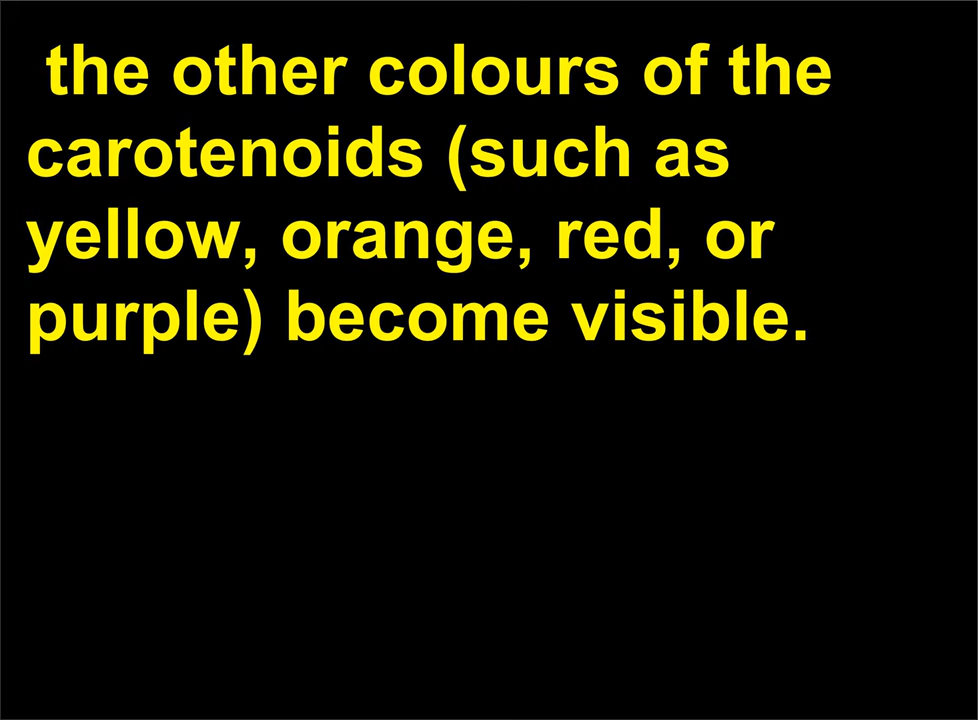 the other colours of the
carotenoids (such as
yellow, orange, red, or
purple) become visible.